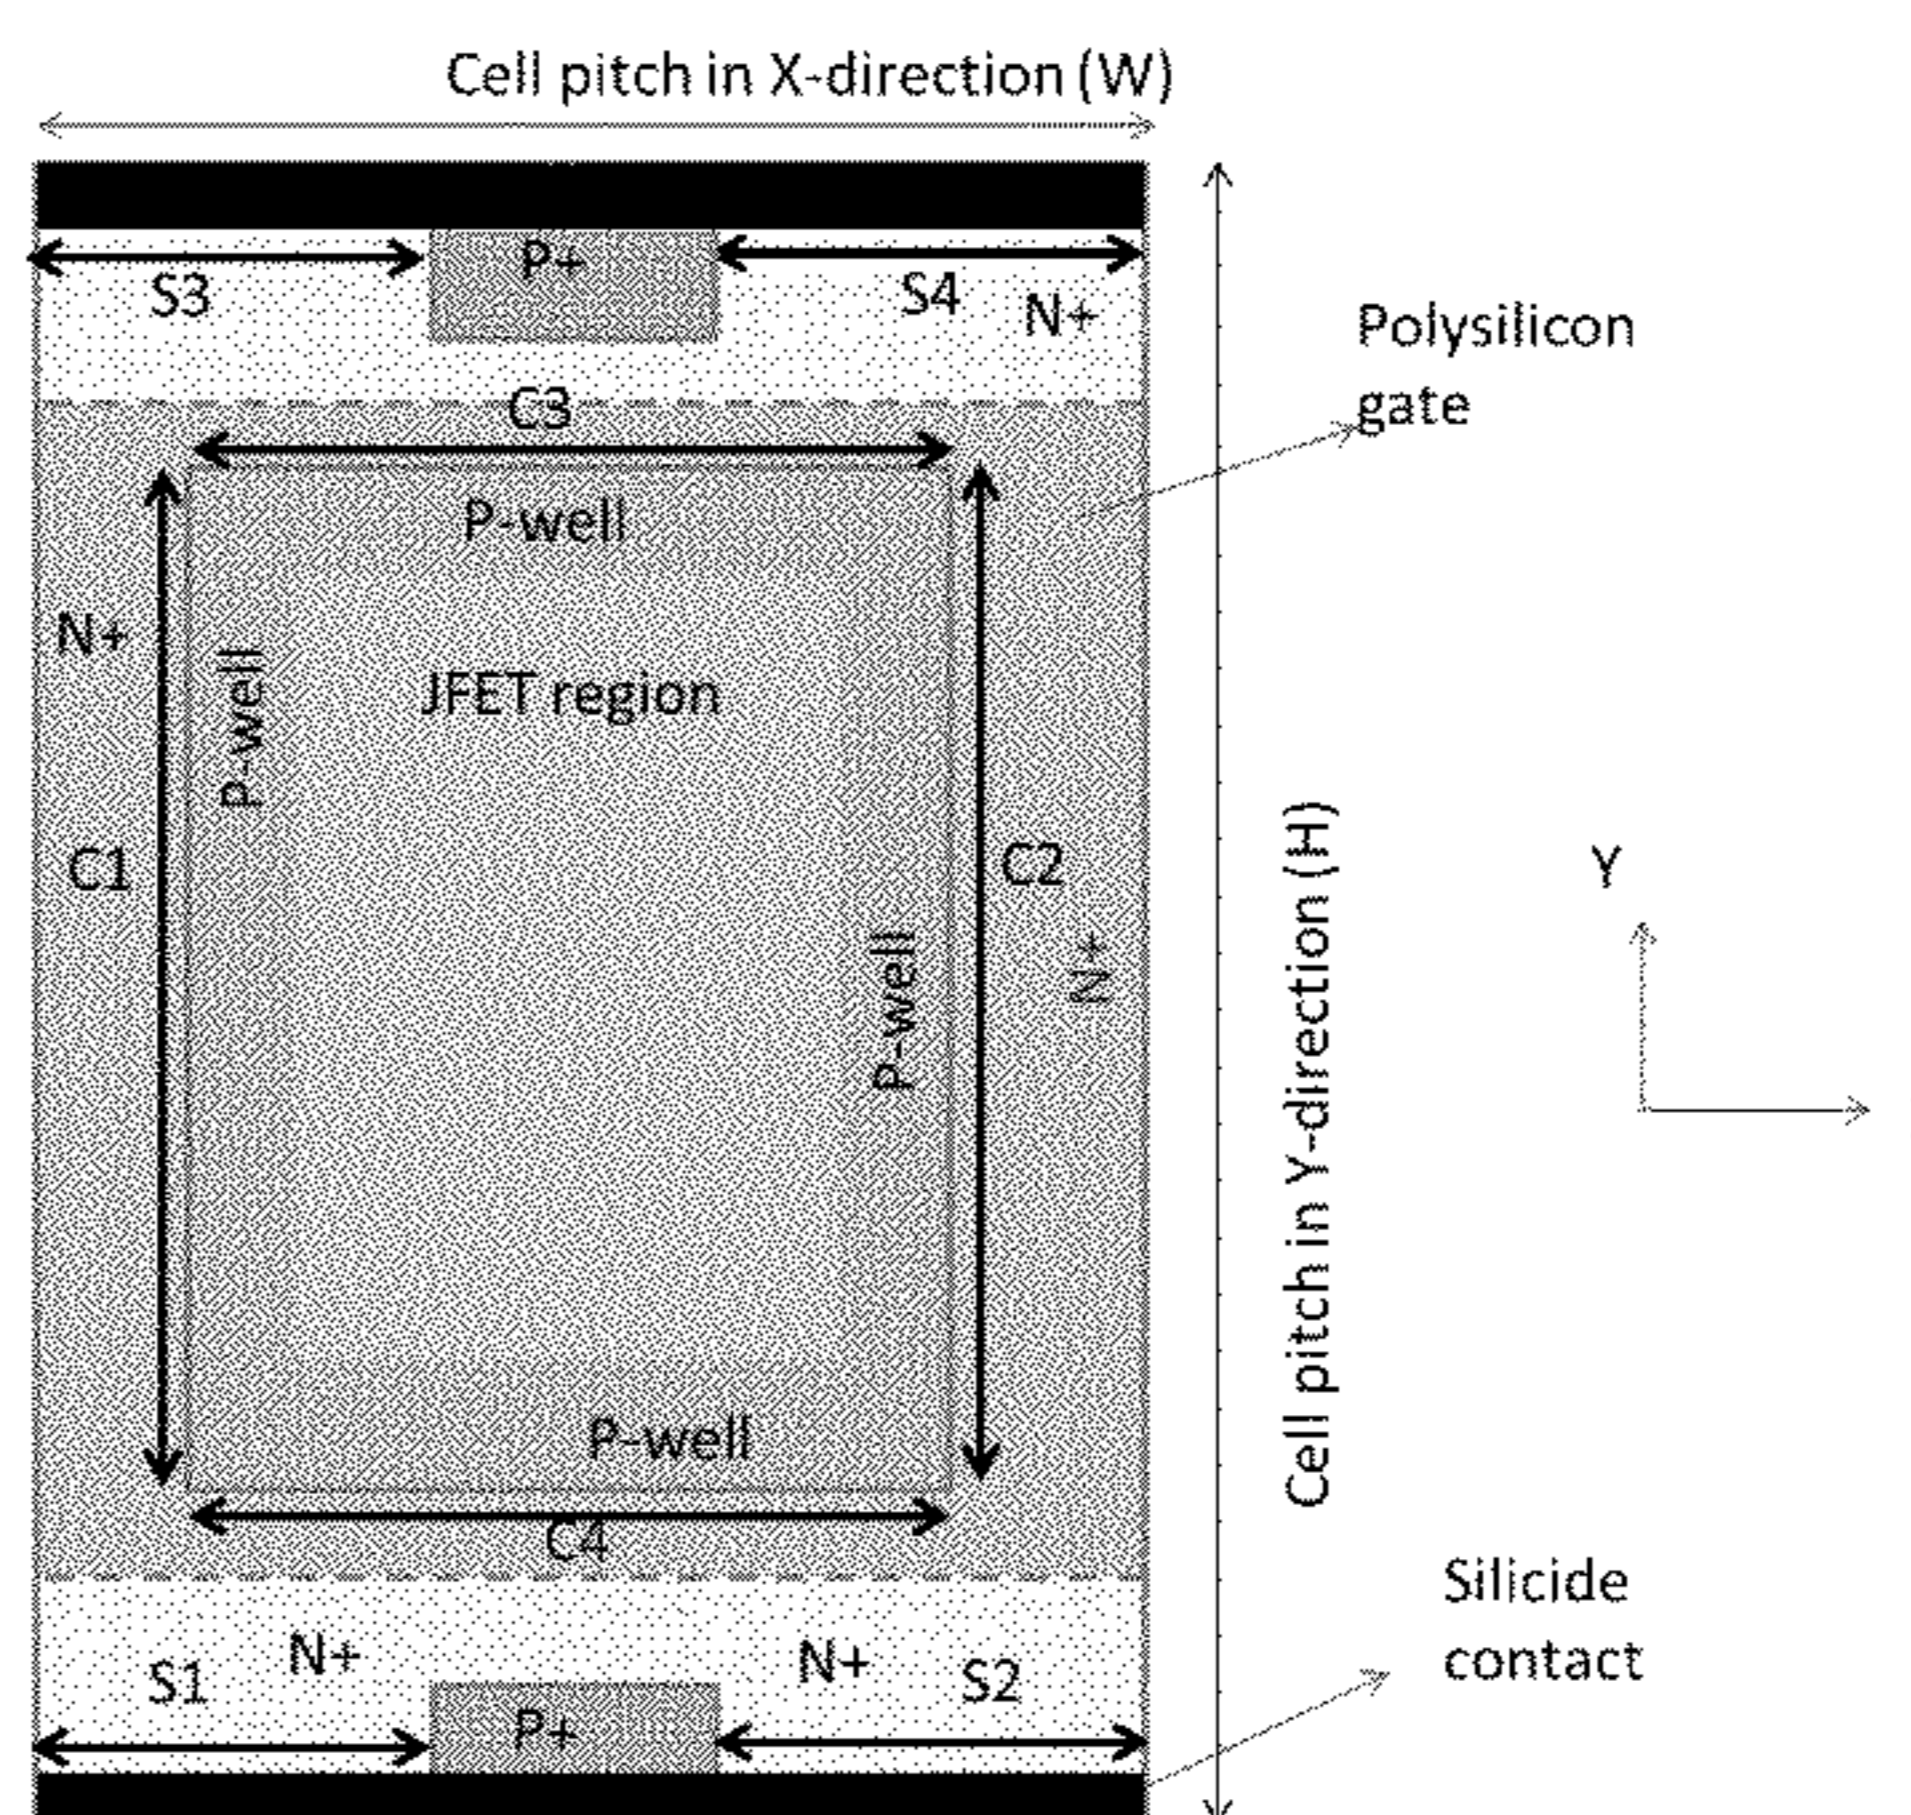 Cell pitch in X-direction (W)
P+
S3
S4
N+
Polysilicon
gate
C3
P-well
N+
P-well
JFET region
C1
C2
Y
P-well
N+
Cell pitch in Y-direction (H)
P-well
C4
Silicide
contact
N+
N+
S1
S2
P+